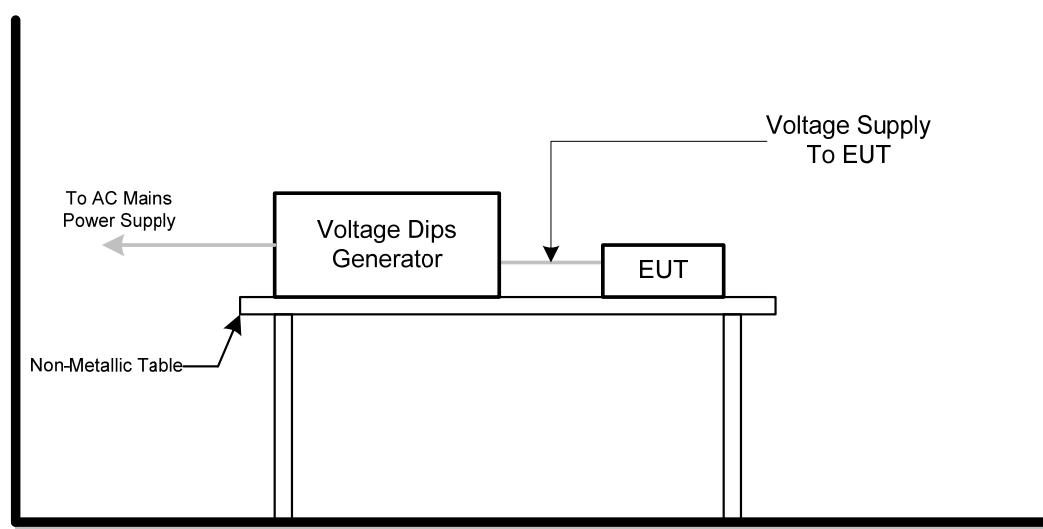 Voltage Supply
To EUT
To AC Mains
Power Supply
Voltage Dips
Generator
EUT
Non-Metallic Table